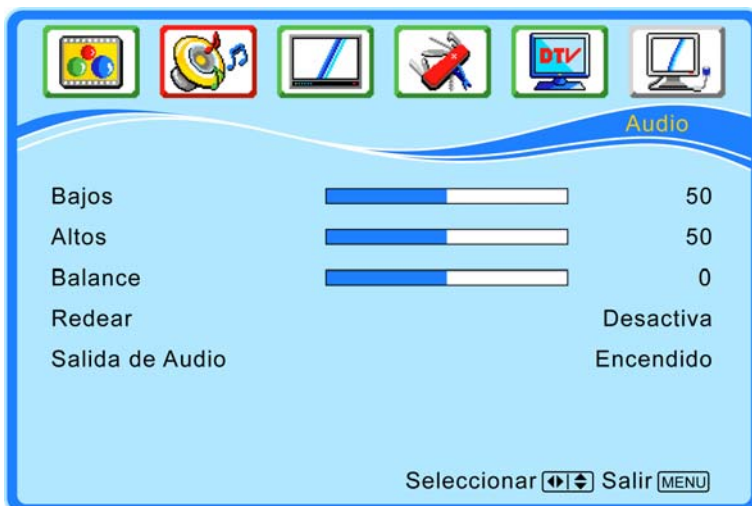 DTV
Audio
Bajos 50
Altos 50
Balance 0
Redear Desactiva
Salida de Audio Encendido
Seleccionar Salir MENU